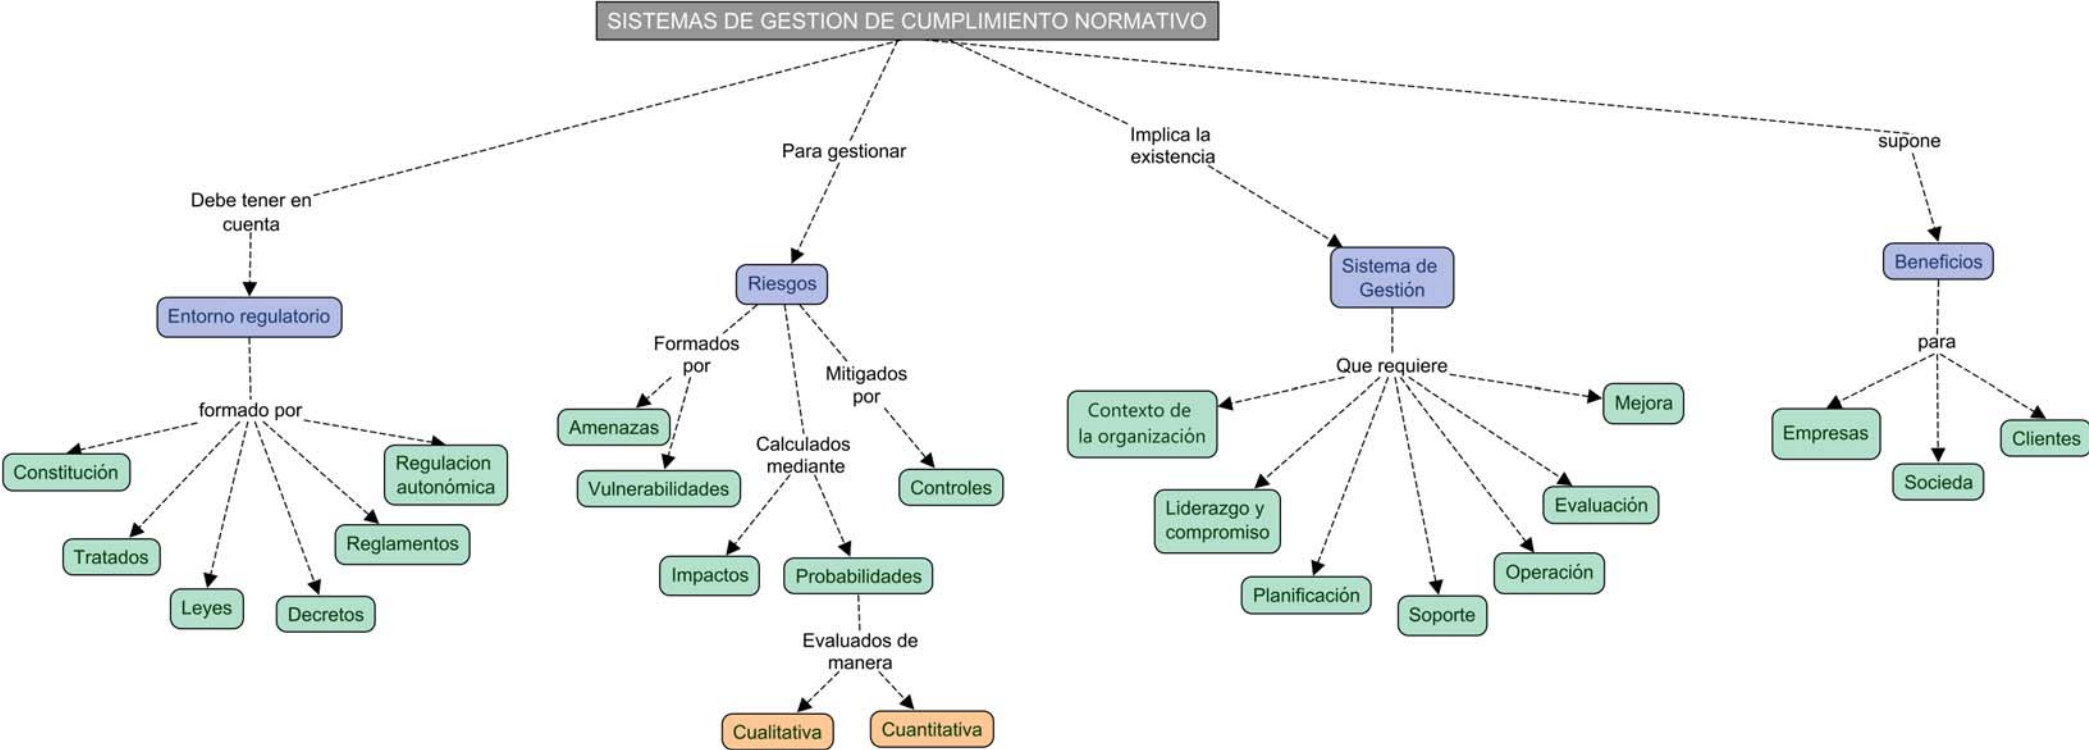 SISTEMAS DE GESTION DE CUMPLIMIENTO NORMATIVO
Debe tener en
cuenta
Entorno regulatorio
formado por
Constitución
Tratados
Leyes
Decretos
Reglamentos
Regulacion
autonómica
Para gestionar
Riesgos
Formados
por
Amenazas
Vulnerabilidades
Calculados
mediante
Impactos
Probabilidades
Evaluados de
manera
Cualitativa
Cuantitativa
Mitigados
por
Controles
Implica la
existencia
Sistema de
Gestión
Que requiere
Contexto de
la organización
Liderazgo y
compromiso
Planificación
Soporte
Operación
Evaluación
Mejora
supone
Beneficios
para
Empresas
Socieda
Clientes